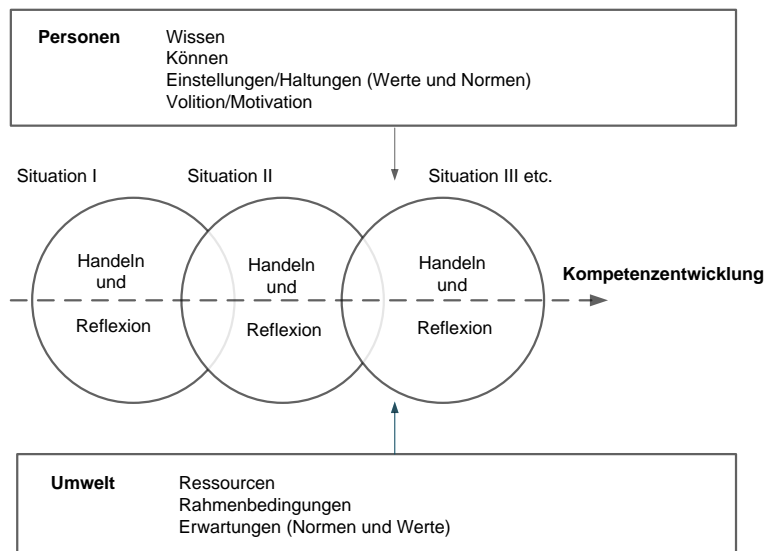 Personen Wissen
Können
Einstellungen/Haltungen (Werte und Normen)
Volition/Motivation
Situation I Situation II Situation III etc.
Handeln und Reflexion
Handeln und Reflexion
Handeln und Reflexion
Kompetenzentwicklung
Umwelt Ressourcen
Rahmenbedingungen
Erwartungen (Normen und Werte)